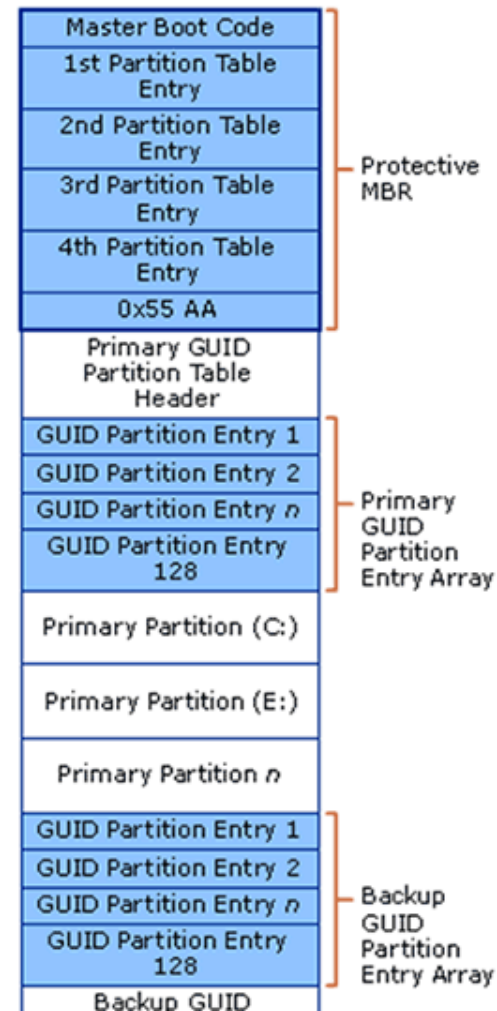 Master Boot Code
1st Partition Table
Entry
2nd Partition Table
Entry
3rd Partition Table
Entry
4th Partition Table
Entry
0x55 AA
Protective
MBR
Primary GUID
Partition Table
Header
GUID Partition Entry 1
GUID Partition Entry 2
GUID Partition Entry n
GUID Partition Entry
128
Primary
GUID
Partition
Entry Array
Primary Partition (C:)
Primary Partition (E:)
Primary Partition n
GUID Partition Entry 1
GUID Partition Entry 2
GUID Partition Entry n
GUID Partition Entry
128
Backup
GUID
Partition
Entry Array
Backup GUID